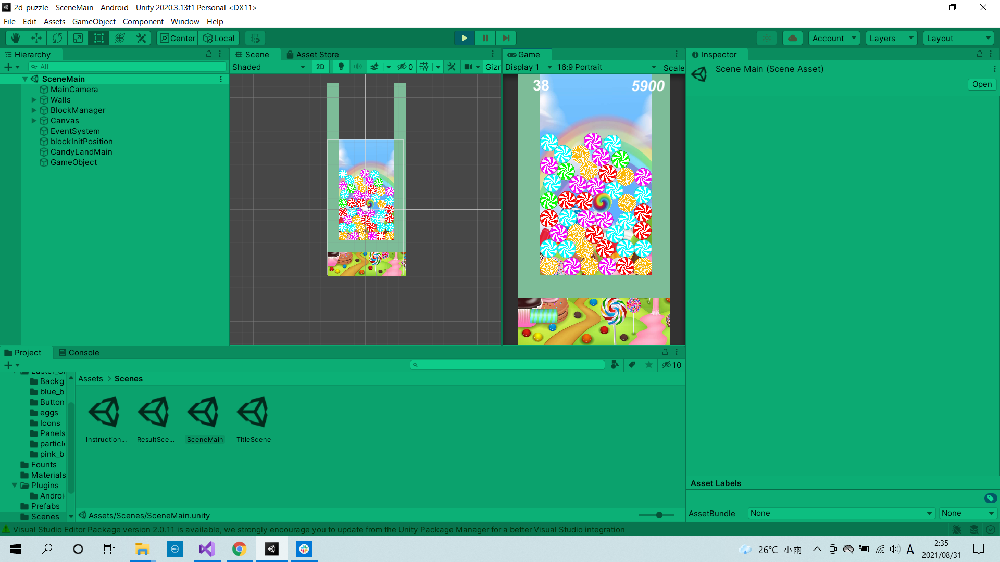 2d_puzzle - SceneMain - Android - Unity 2020.3.13f1 Personal <DX11>
File Edit Assets GameObject Component Window Help
Center Local
Account Layers Layout
Hierarchy
All
SceneMain
MainCamera
Walls
BlockManager
Canvas
EventSystem
blockInitPosition
CandyLandMain
GameObject
Scene Asset Store
Shaded 2D 0 Gizm
Game
Display 1 16:9 Portrait Scale
38 5900
Inspector
Scene Main (Scene Asset)
Open
Project Console
10
Backgr
blue_bu
Button
eggs
Icons
Panels
particle
pink_bu
Founts
Materials
Plugins
Android
Prefabs
Scenes
Assets > Scenes
Instruction... ResultSce... SceneMain TitleScene
Assets/Scenes/SceneMain.unity
Asset Labels
AssetBundle None None
Visual Studio Editor Package version 2.0.11 is available, we strongly encourage you to update from the Unity Package Manager for a better Visual Studio integration
DELL
26°C 小雨 A 2:35
2021/08/31